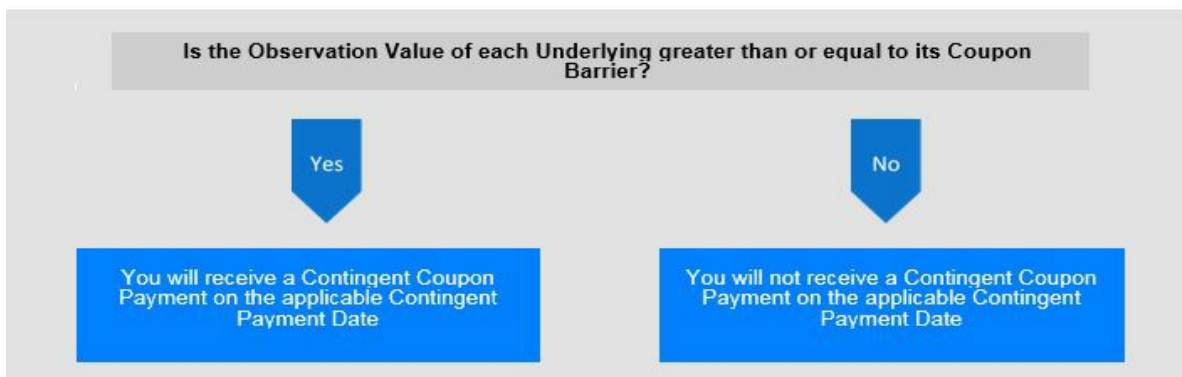 Is the Observation Value of each Underlying greater than or equal to its Coupon
Barrier?
Yes
No
You will receive a Contingent Coupon
Payment on the applicable Contingent
Payment Date
You will not receive a Contingent Coupon
Payment on the applicable Contingent
Payment Date